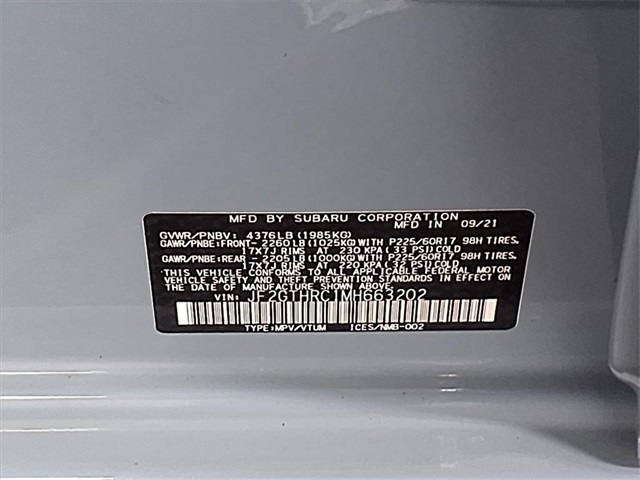 MFD BY SUBARU CORPORATION
MFD IN 09/21
GVWR/PNBV: 4376LB (1985KG)
GAWR/PNBE:FRONT- 2260LB (1025KG)WITH P225/60R17 98H TIRES.
17X7J RIMS AT 230 KPA ( 33 PSI)COLD
GAWR/PNBE:REAR - 2205LB (1000KG)WITH P225/60R17 98H TIRES.
17X7J RIMS AT 220 KPA ( 32 PSI)COLD
THIS VEHICLE CONFORMS TO ALL APPLICABLE FEDERAL MOTOR
VEHICLE SAFETY, BUMPER, AND THEFT PREVENTION STANDARDS IN EFFECT ON THE
DATE OF MANUFACTURE SHOWN ABOVE.
VIN: JF2GTHRC1MH663202
TYPE:MPV/VTUM ICES/NMB-002